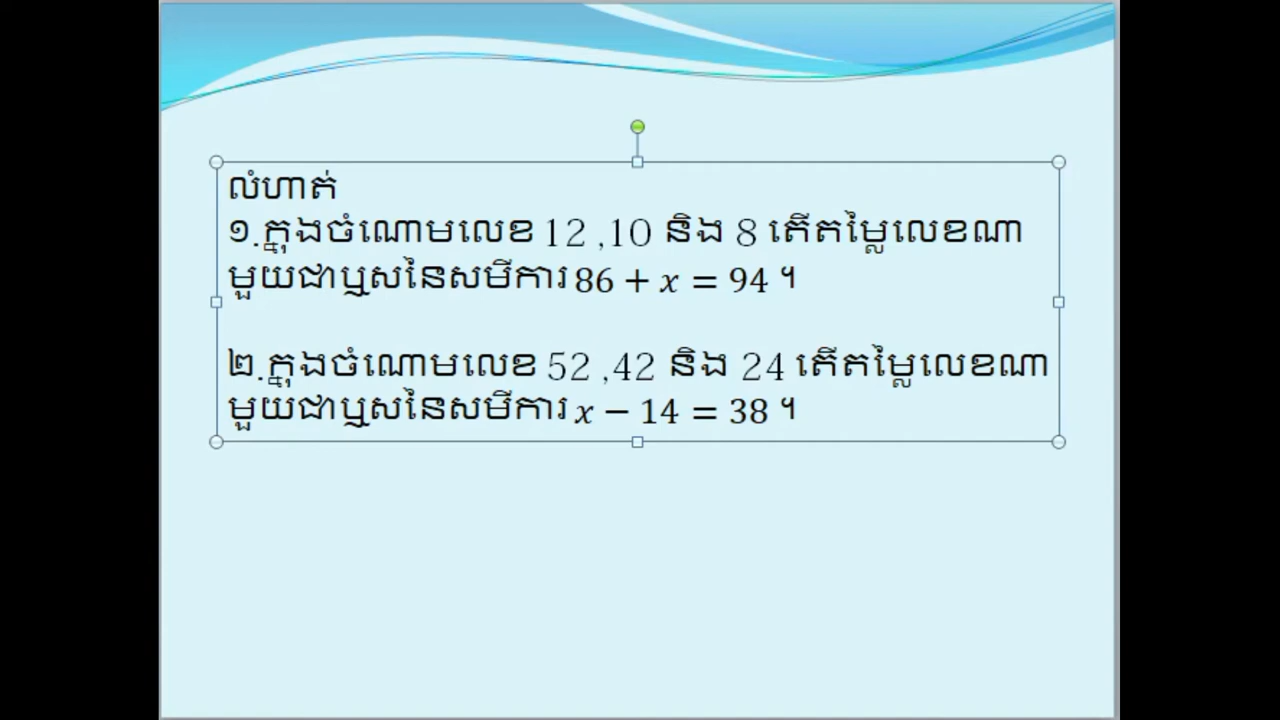 លំហាត់
១.ក្នុងចំណោមលេខ 12 ,10 និង 8 តើតម្លៃលេខណា
មួយជាឬសនៃសមីការ 86 + x = 94 ។
២.ក្នុងចំណោមលេខ 52 ,42 និង 24 តើតម្លៃលេខណា
មួយជាឬសនៃសមីការ x − 14 = 38 ។